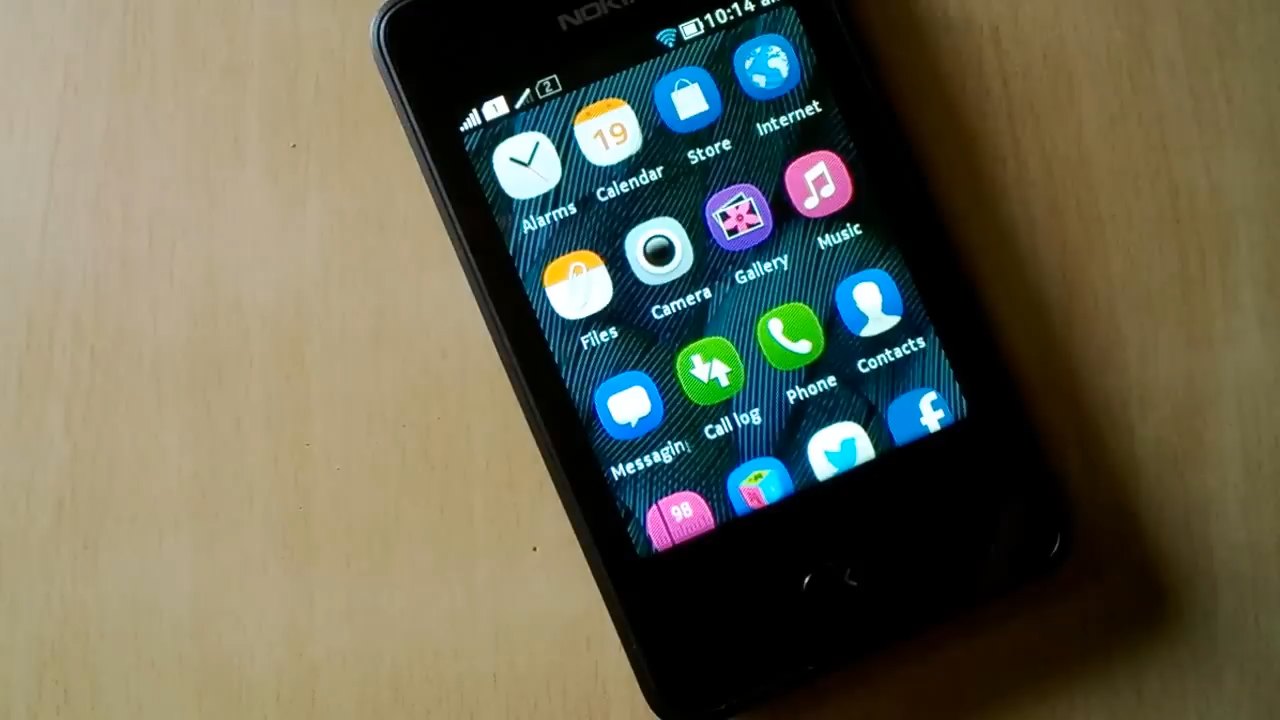 NOKIA
10:14 am
1
2
Alarms
19
Calendar
Store
Internet
Files
Camera
Gallery
Music
Messagin
Call log
Phone
Contacts
98
f